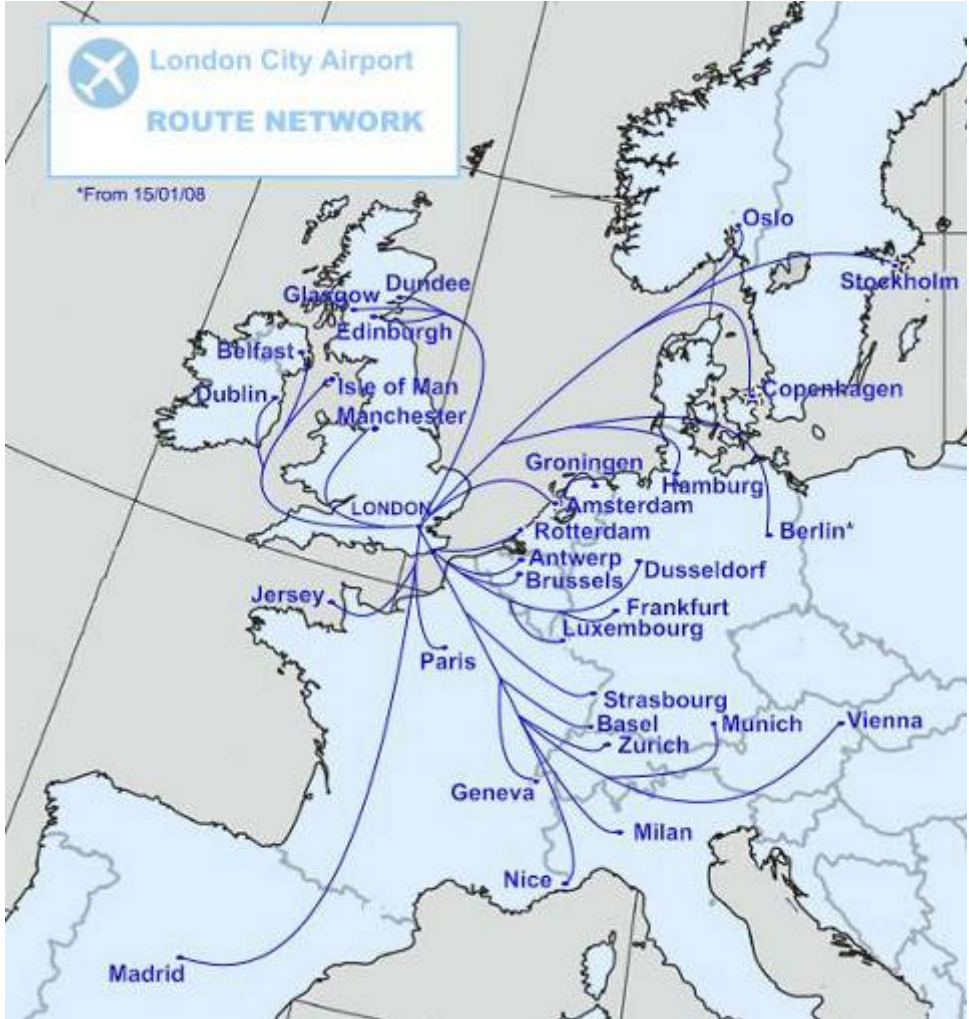 London City Airport
ROUTE NETWORK
*From 15/01/08
Oslo
Stockholm
Dundee
Glasgow
Edinburgh
Belfast
Isle of Man
Dublin
Manchester
Copenhagen
Groningen
Hamburg
LONDON
Amsterdam
Rotterdam
Berlin*
Antwerp
Brussels
Dusseldorf
Jersey
Frankfurt
Luxembourg
Paris
Strasbourg
Basel
Munich
Vienna
Zurich
Geneva
Milan
Nice
Madrid